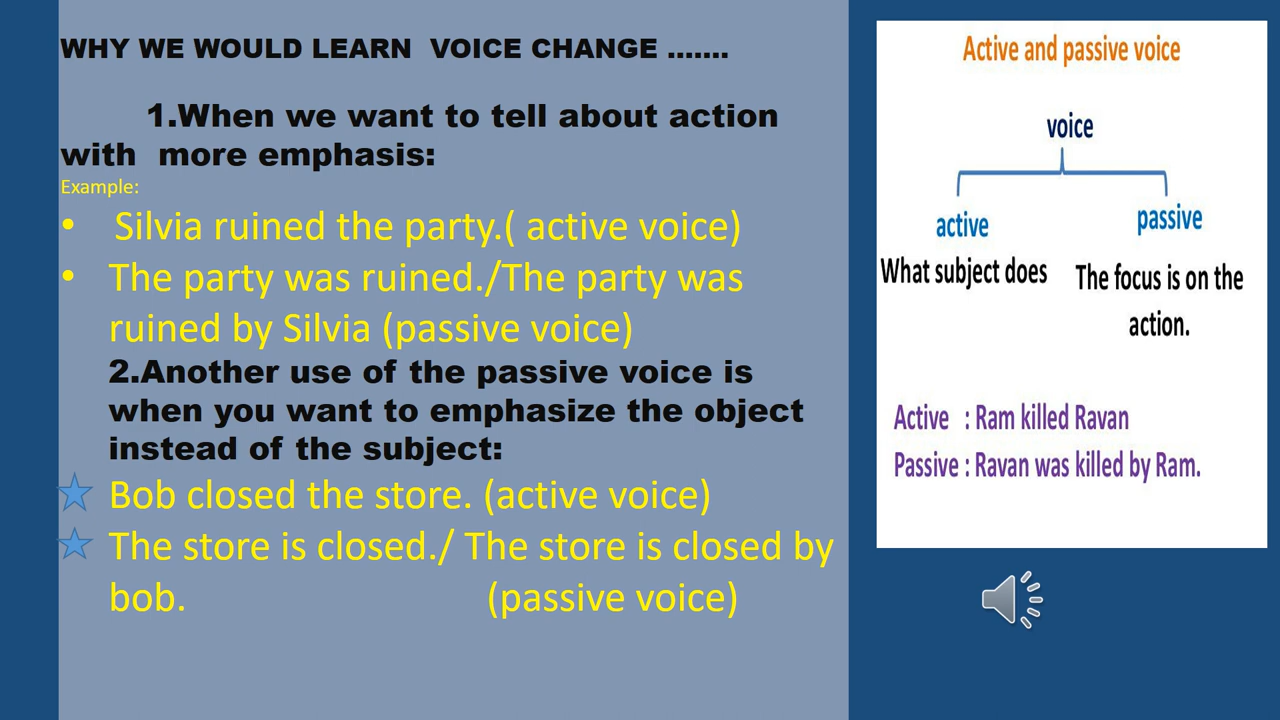 WHY WE WOULD LEARN  VOICE CHANGE .......
1.When we want to tell about action
with  more emphasis:
Example:
• Silvia ruined the party.( active voice)
• The party was ruined./The party was
ruined by Silvia (passive voice)
2.Another use of the passive voice is
when you want to emphasize the object
instead of the subject:
Bob closed the store. (active voice)
The store is closed./ The store is closed by
bob. (passive voice)
Active and passive voice
voice
active passive
What subject does The focus is on the
action.
Active : Ram killed Ravan
Passive : Ravan was killed by Ram.